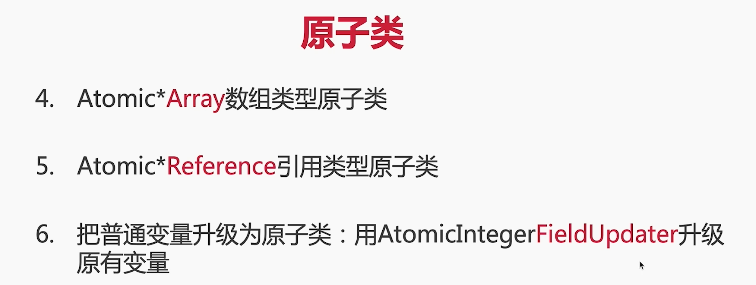 原子类
4. Atomic*Array数组类型原子类
5. Atomic*Reference引用类型原子类
6. 把普通变量升级为原子类：用AtomicIntegerFieldUpdater升级
原有变量